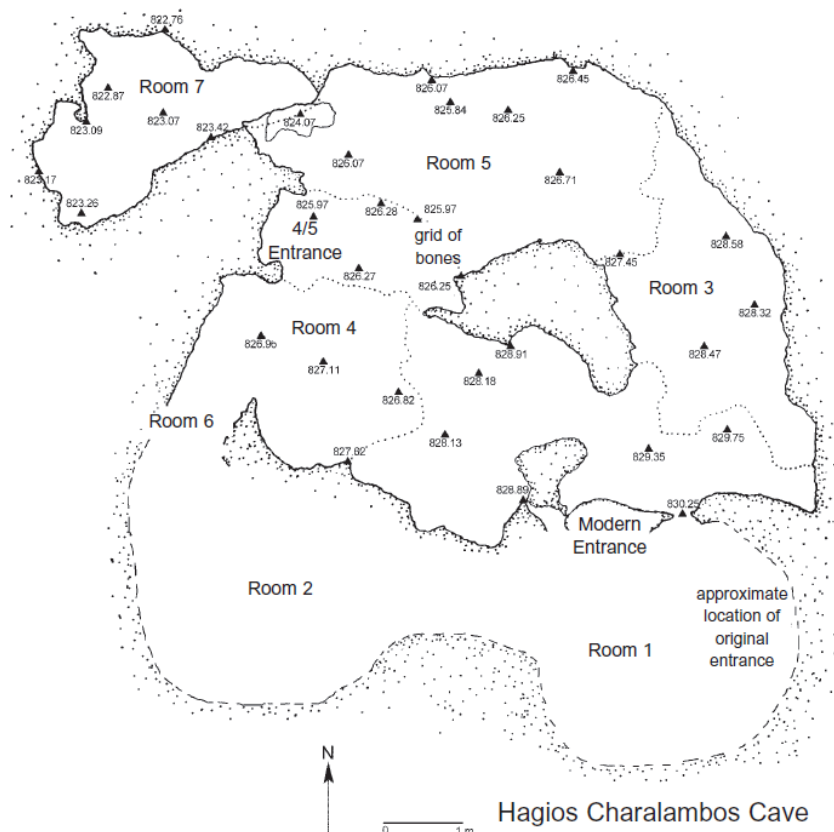 822.76
Room 7
822.87
823.07
823.09
823.42
824.07
823.17
823.26
826.07
825.84
826.25
826.45
826.07
Room 5
826.71
825.97
826.28
825.97
4/5
Entrance
grid of
bones
826.27
826.25
827.45
828.58
Room 3
828.32
828.47
Room 4
826.96
827.11
826.82
828.91
828.18
Room 6
827.62
828.13
829.75
829.35
828.89
830.25
Modern
Entrance
Room 2
Room 1
approximate
location of
original
entrance
N
0 1 m
Hagios Charalambos Cave